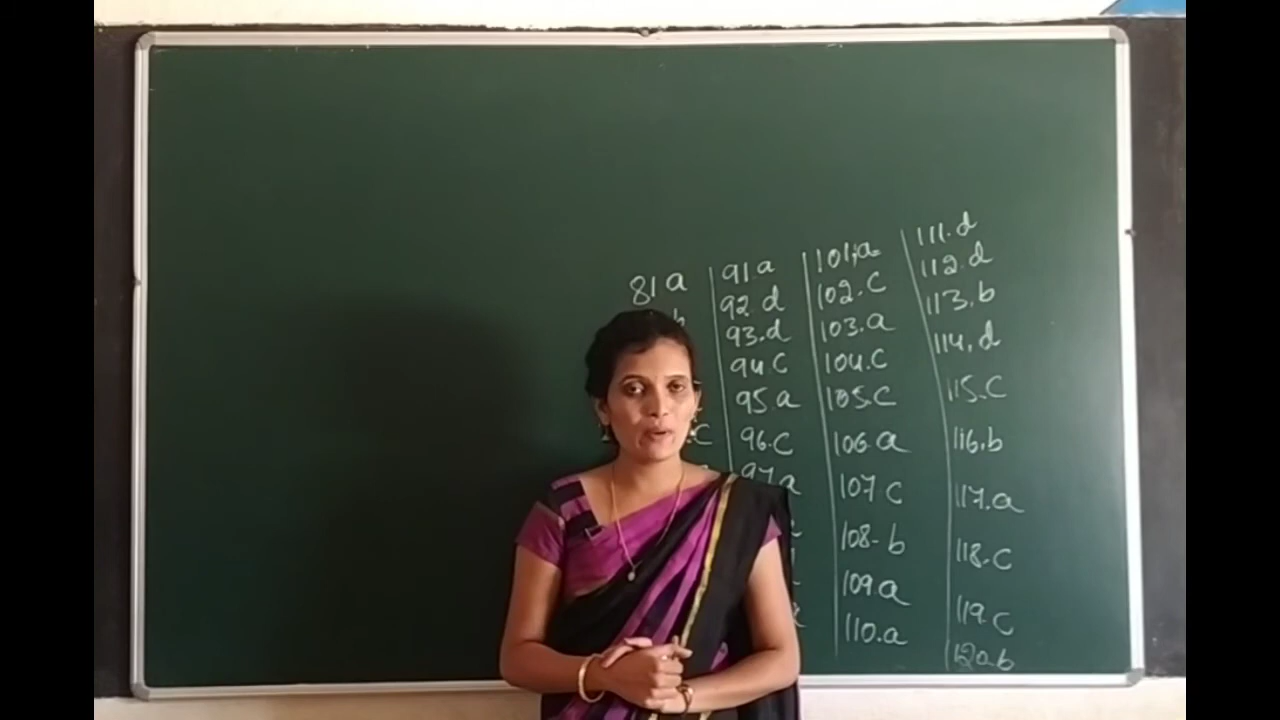 81 a
b
c
91 a
92 d
93. d
94 c
95. a
96. c
97 a
101. a
102. c
103. a
104. c
105. c
106. a
107 c
108- b
109. a
110. a
111. d
112. d
113. b
114. d
115. c
116. b
117. a
118. c
119. c
120. b